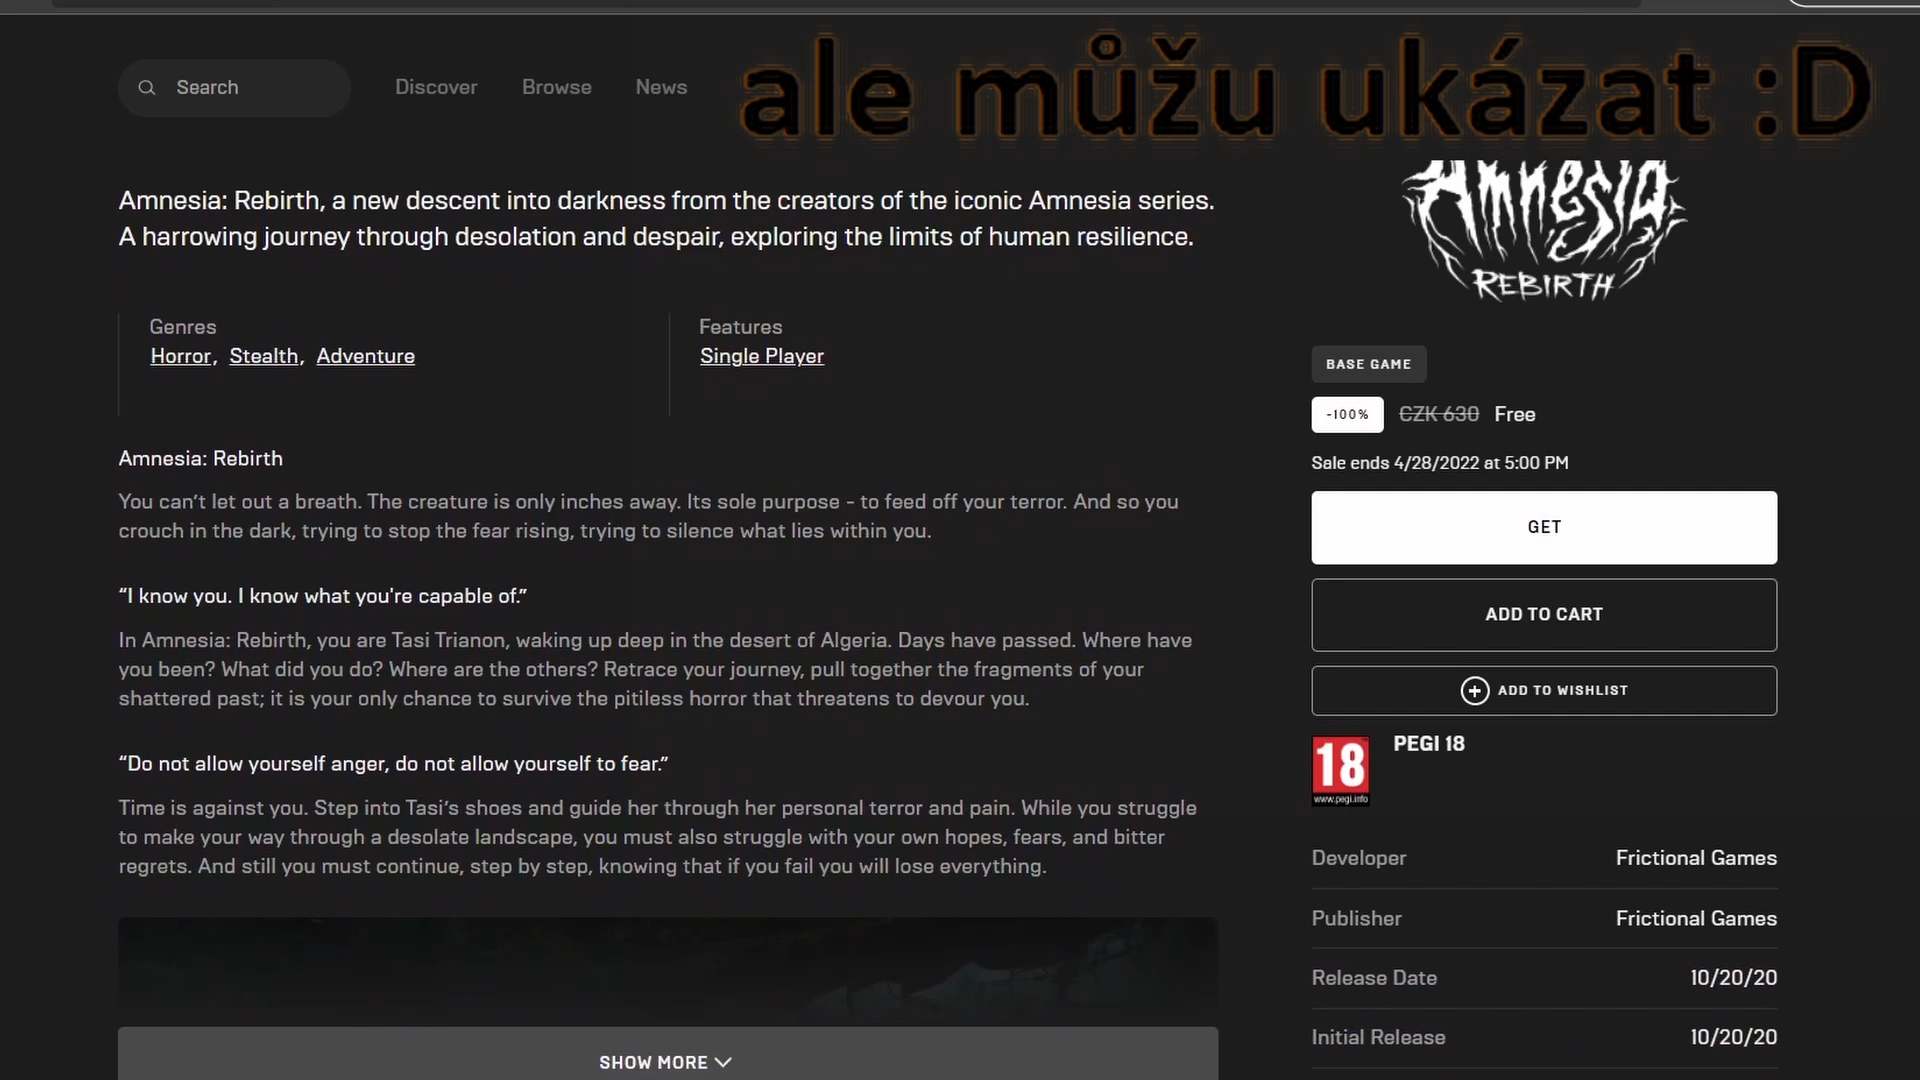 ale můžu ukázat :D
Search
Discover Browse News
Amnesia: Rebirth, a new descent into darkness from the creators of the iconic Amnesia series.
A harrowing journey through desolation and despair, exploring the limits of human resilience.
Genres
Horror, Stealth, Adventure
Features
Single Player
Amnesia: Rebirth
You can’t let out a breath. The creature is only inches away. Its sole purpose - to feed off your terror. And so you
crouch in the dark, trying to stop the fear rising, trying to silence what lies within you.
“I know you. I know what you're capable of.”
In Amnesia: Rebirth, you are Tasi Trianon, waking up deep in the desert of Algeria. Days have passed. Where have
you been? What did you do? Where are the others? Retrace your journey, pull together the fragments of your
shattered past; it is your only chance to survive the pitiless horror that threatens to devour you.
“Do not allow yourself anger, do not allow yourself to fear.”
Time is against you. Step into Tasi’s shoes and guide her through her personal terror and pain. While you struggle
to make your way through a desolate landscape, you must also struggle with your own hopes, fears, and bitter
regrets. And still you must continue, step by step, knowing that if you fail you will lose everything.
SHOW MORE
Amnesia
REBIRTH
BASE GAME
-100% CZK 630 Free
Sale ends 4/28/2022 at 5:00 PM
GET
ADD TO CART
ADD TO WISHLIST
18
www.pegi.info
PEGI 18
Developer Frictional Games
Publisher Frictional Games
Release Date 10/20/20
Initial Release 10/20/20